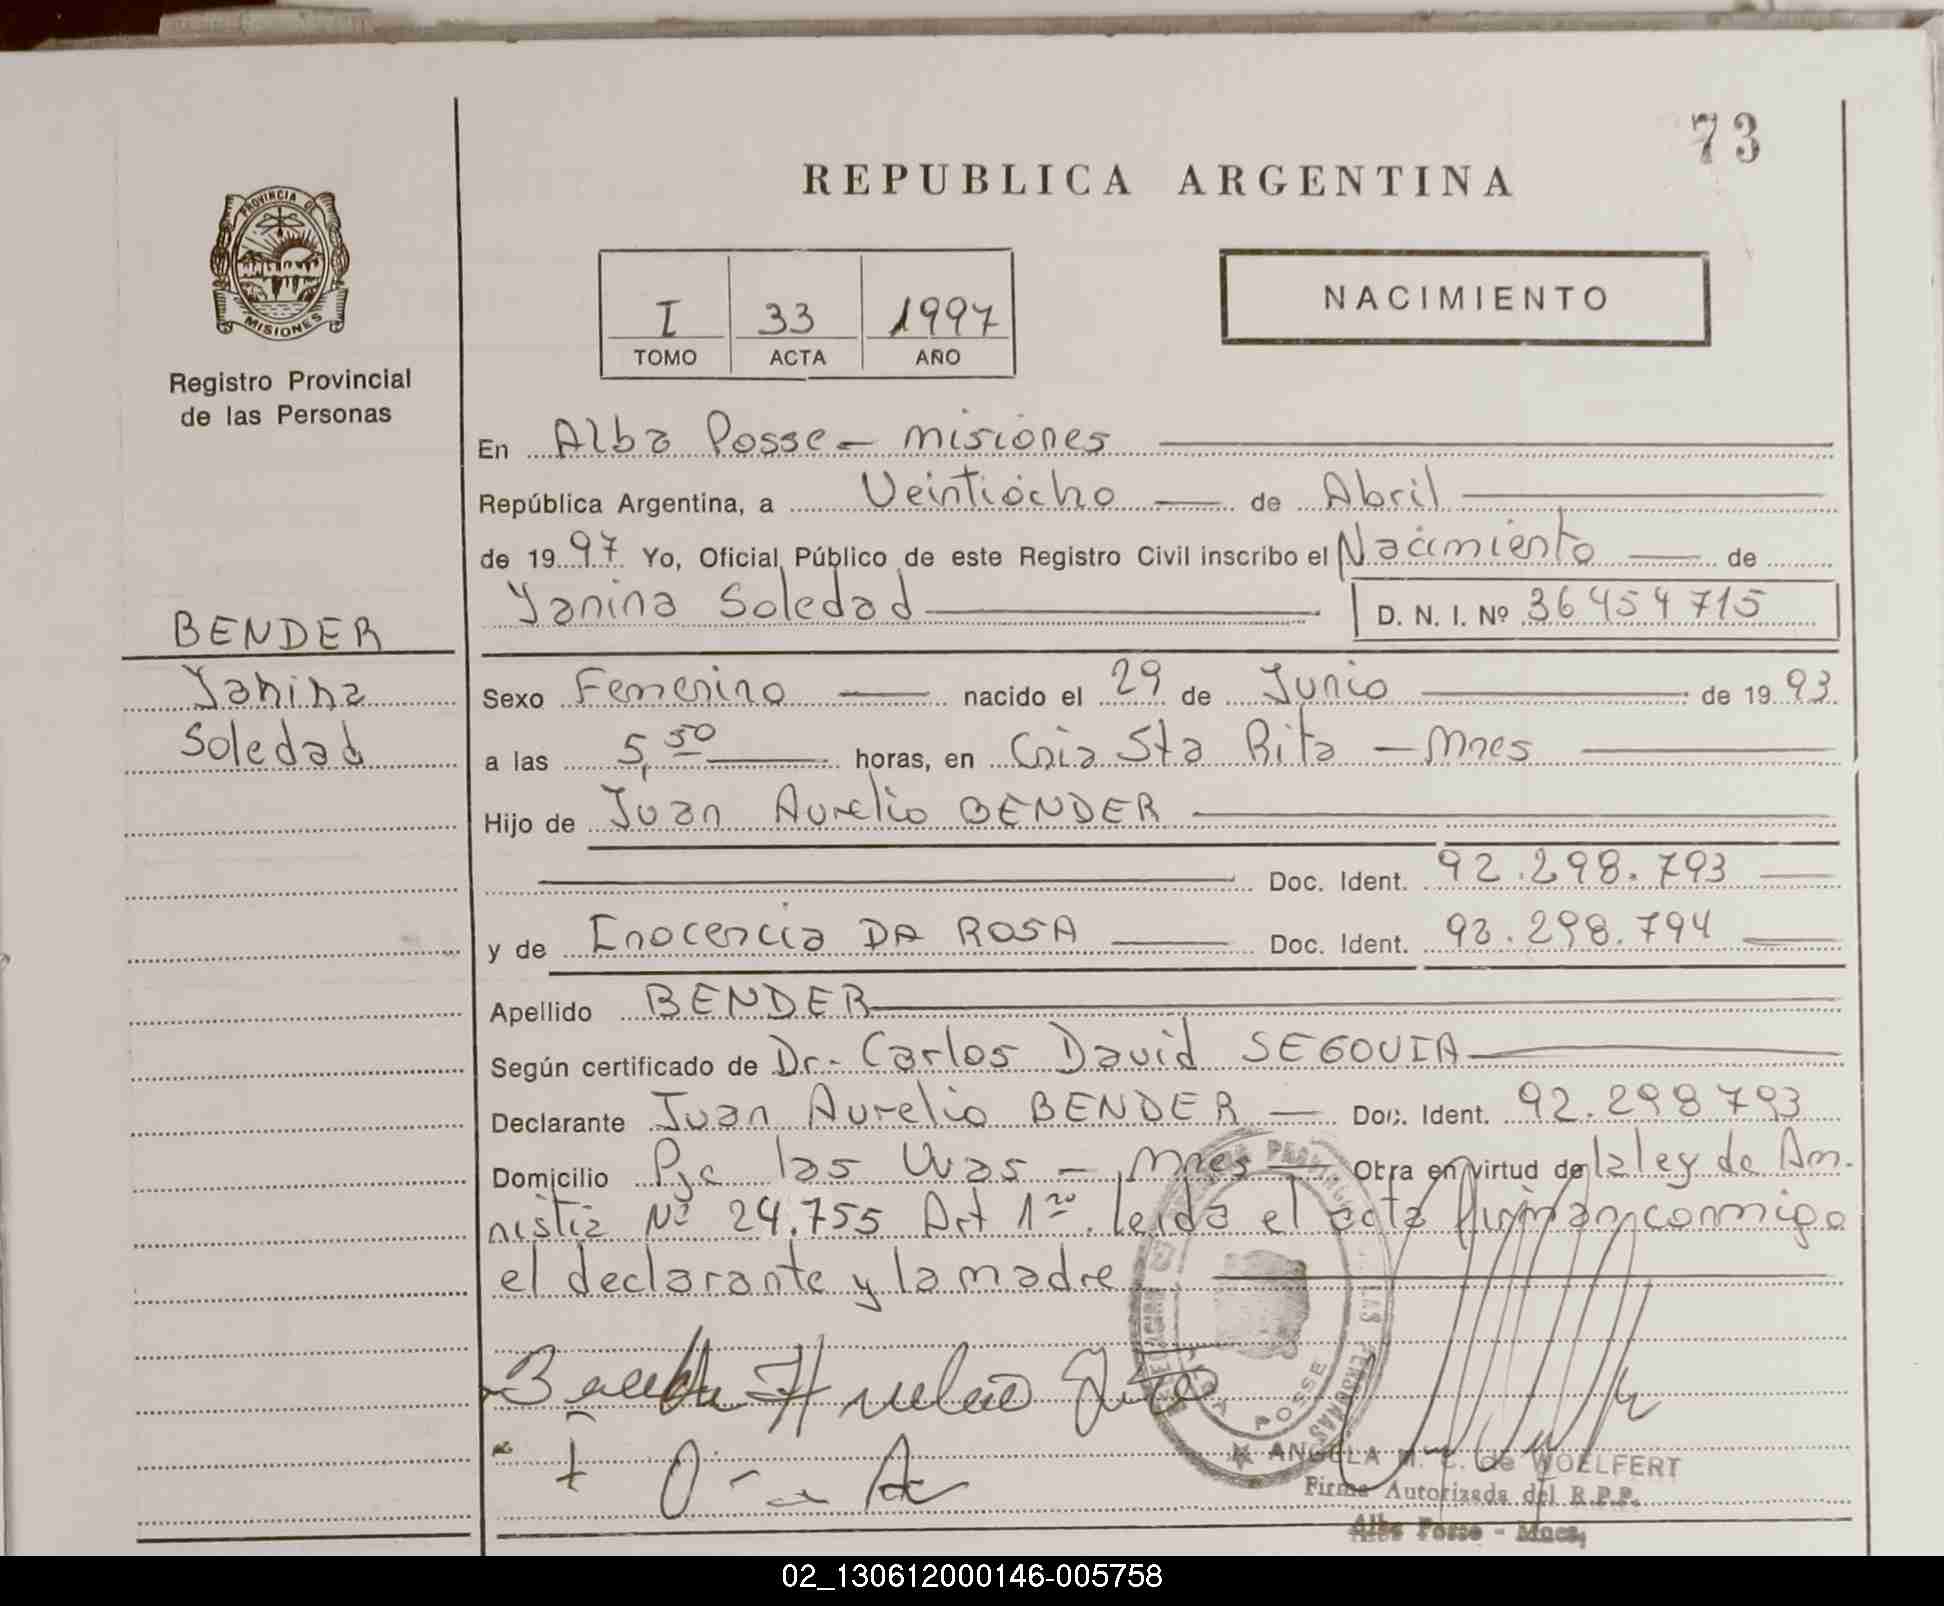 73
REPUBLICA ARGENTINA
PROVINCIA DE
MISIONES
Registro Provincial
de las Personas
I 33 1997
TOMO ACTA AÑO
NACIMIENTO
En Alba Posse - Misiones
República Argentina, a Veintiocho de Abril
de 1997 Yo, Oficial Público de este Registro Civil inscribo el Nacimiento de
Yanina Soledad D. N. I. Nº 36454715
BENDER
Yanina
Soledad
Sexo Femenino nacido el 29 de Junio de 1993
a las 5,50 horas, en Cnia Sta Rita - Mnes
Hijo de Juan Aurelio BENDER
Doc. Ident. 92.298.793
y de Inocencia DA ROSA Doc. Ident. 92.298.794
Apellido BENDER
Según certificado de Dr. Carlos David SEGOVIA
Declarante Juan Aurelio BENDER Doc. Ident. 92.298793
Domicilio Pje las Uvas - Mnes Obra en virtud de la ley de Am-
nistia Nº 24.755 Art 1ro. leida el acta firman conmigo
el declarante y la madre
ALBA POSSE
ANGELA M. C. de WOELFERT
Firma Autorizada del R.P.P.
Alba Posse - Mnes.
02_130612000146-005758